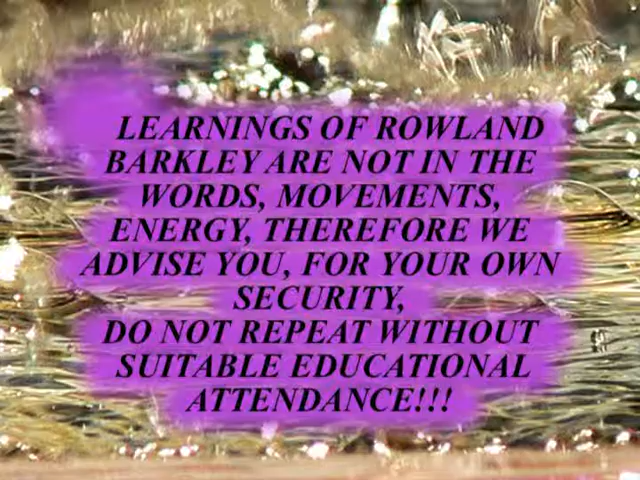 LEARNINGS OF ROWLAND
BARKLEY ARE NOT IN THE
WORDS, MOVEMENTS,
ENERGY, THEREFORE WE
ADVISE YOU, FOR YOUR OWN
SECURITY,
DO NOT REPEAT WITHOUT
SUITABLE EDUCATIONAL
ATTENDANCE!!!